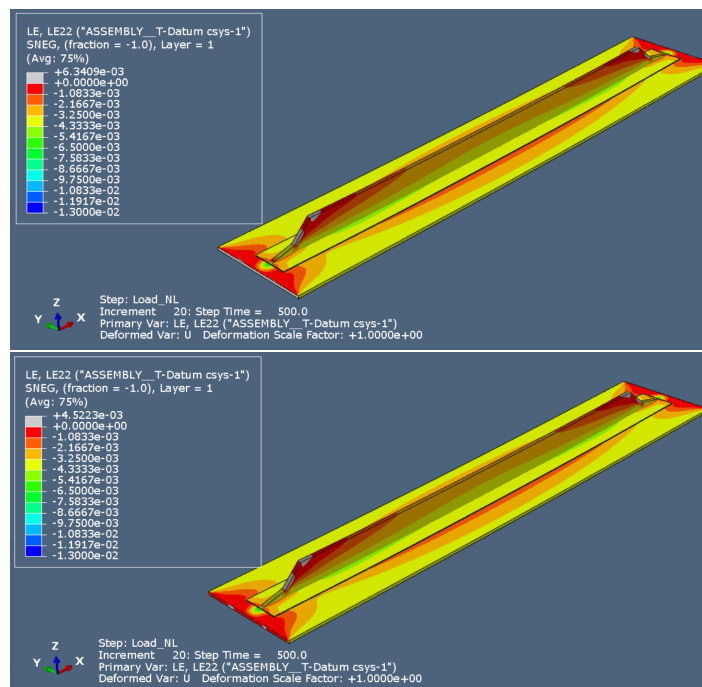 LE, LE22 ("ASSEMBLY__T-Datum csys-1")
SNEG, (fraction = -1.0), Layer = 1
(Avg: 75%)
+6.3409e-03
+0.0000e+00
-1.0833e-03
-2.1667e-03
-3.2500e-03
-4.3333e-03
-5.4167e-03
-6.5000e-03
-7.5833e-03
-8.6667e-03
-9.7500e-03
-1.0833e-02
-1.1917e-02
-1.3000e-02
Z
Y
X
Step: Load_NL
Increment 20: Step Time = 500.0
Primary Var: LE, LE22 ("ASSEMBLY__T-Datum csys-1")
Deformed Var: U Deformation Scale Factor: +1.0000e+00
LE, LE22 ("ASSEMBLY__T-Datum csys-1")
SNEG, (fraction = -1.0), Layer = 1
(Avg: 75%)
+4.5223e-03
+0.0000e+00
-1.0833e-03
-2.1667e-03
-3.2500e-03
-4.3333e-03
-5.4167e-03
-6.5000e-03
-7.5833e-03
-8.6667e-03
-9.7500e-03
-1.0833e-02
-1.1917e-02
-1.3000e-02
Z
Y
X
Step: Load_NL
Increment 20: Step Time = 500.0
Primary Var: LE, LE22 ("ASSEMBLY__T-Datum csys-1")
Deformed Var: U Deformation Scale Factor: +1.0000e+00